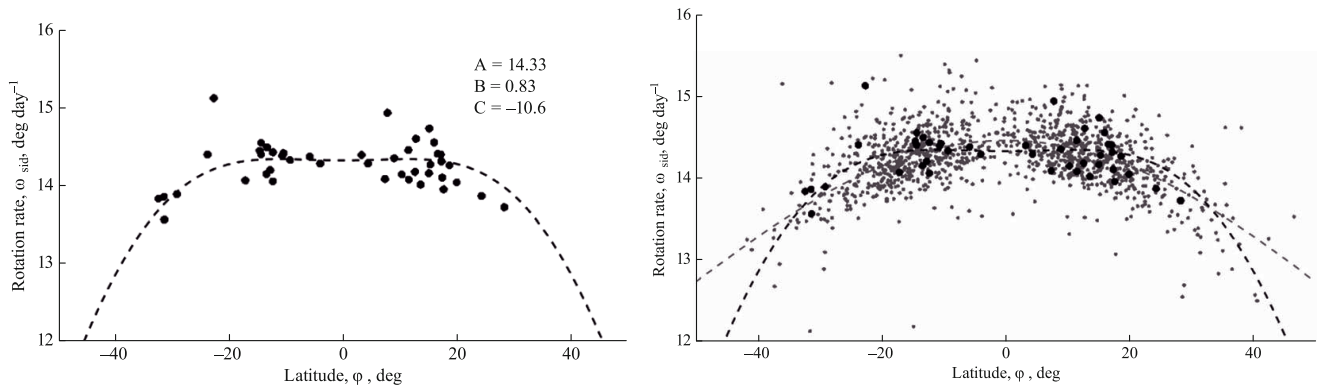 16
15
14
13
12
Rotation rate, ω sid, deg day–1
A = 14.33
B = 0.83
C = –10.6
–40
–20
0
20
40
Latitude, φ , deg
16
15
14
13
12
Rotation rate, ω sid, deg day–1
–40
–20
0
20
40
Latitude, φ , deg